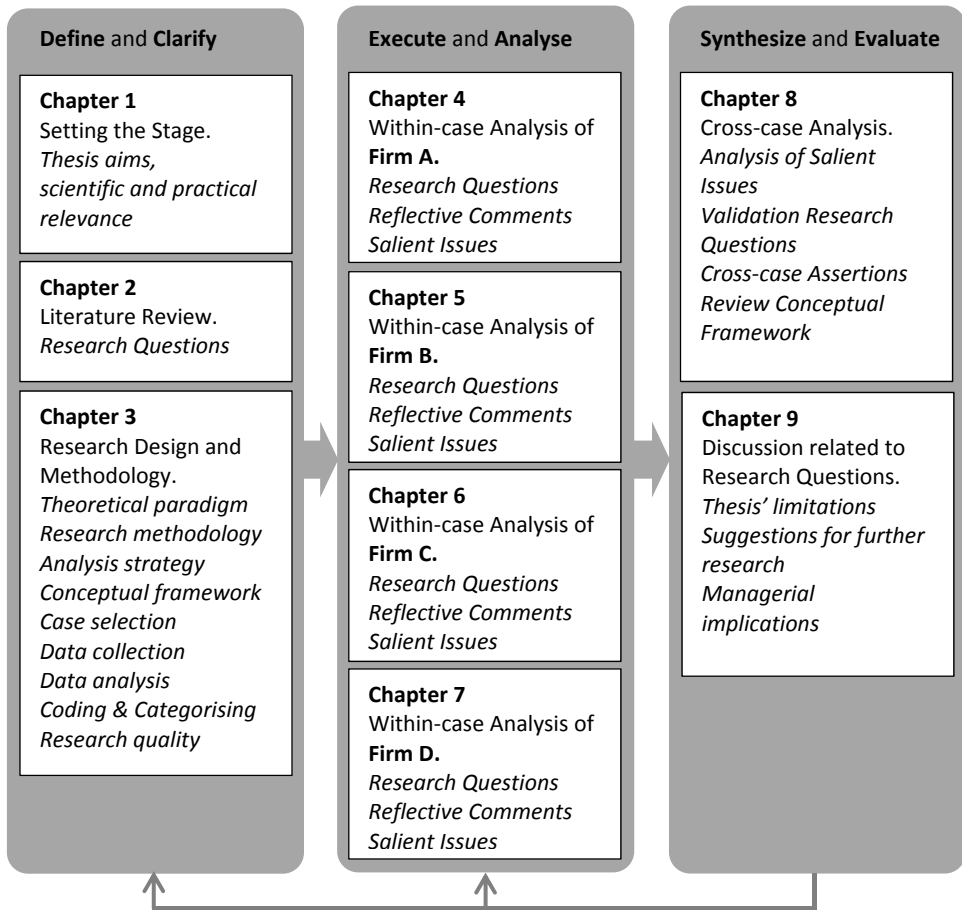 Define and Clarify
Chapter 1
Setting the Stage.
Thesis aims,
scientific and practical
relevance
Chapter 2
Literature Review.
Research Questions
Chapter 3
Research Design and
Methodology.
Theoretical paradigm
Research methodology
Analysis strategy
Conceptual framework
Case selection
Data collection
Data analysis
Coding & Categorising
Research quality
Execute and Analyse
Chapter 4
Within-case Analysis of
Firm A.
Research Questions
Reflective Comments
Salient Issues
Chapter 5
Within-case Analysis of
Firm B.
Research Questions
Reflective Comments
Salient Issues
Chapter 6
Within-case Analysis of
Firm C.
Research Questions
Reflective Comments
Salient Issues
Chapter 7
Within-case Analysis of
Firm D.
Research Questions
Reflective Comments
Salient Issues
Synthesize and Evaluate
Chapter 8
Cross-case Analysis.
Analysis of Salient
Issues
Validation Research
Questions
Cross-case Assertions
Review Conceptual
Framework
Chapter 9
Discussion related to
Research Questions.
Thesis’ limitations
Suggestions for further
research
Managerial
implications